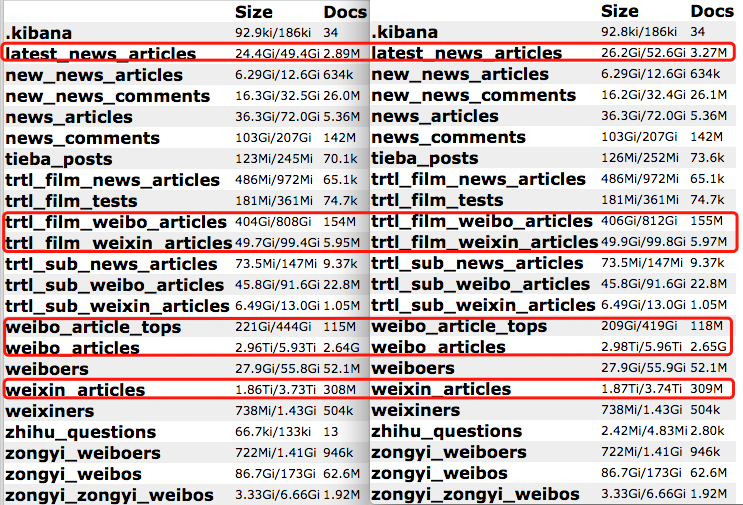 Size Docs Size Docs
.kibana 92.9ki/186ki 34 .kibana 92.8ki/186ki 34
latest_news_articles 24.4Gi/49.4Gi 2.89M latest_news_articles 26.2Gi/52.6Gi 3.27M
new_news_articles 6.29Gi/12.6Gi 634k new_news_articles 6.29Gi/12.6Gi 634k
new_news_comments 16.3Gi/32.5Gi 26.0M new_news_comments 16.2Gi/32.4Gi 26.1M
news_articles 36.3Gi/72.0Gi 5.36M news_articles 36.3Gi/72.0Gi 5.36M
news_comments 103Gi/207Gi 142M news_comments 103Gi/207Gi 142M
tieba_posts 123Mi/245Mi 70.1k tieba_posts 126Mi/252Mi 73.6k
trtl_film_news_articles 486Mi/972Mi 65.1k trtl_film_news_articles 486Mi/972Mi 65.1k
trtl_film_tests 181Mi/361Mi 74.7k trtl_film_tests 181Mi/361Mi 74.7k
trtl_film_weibo_articles 404Gi/808Gi 154M trtl_film_weibo_articles 406Gi/812Gi 155M
trtl_film_weixin_articles 49.7Gi/99.4Gi 5.95M trtl_film_weixin_articles 49.9Gi/99.8Gi 5.97M
trtl_sub_news_articles 73.5Mi/147Mi 9.37k trtl_sub_news_articles 73.5Mi/147Mi 9.37k
trtl_sub_weibo_articles 45.8Gi/91.6Gi 22.8M trtl_sub_weibo_articles 45.8Gi/91.6Gi 22.8M
trtl_sub_weixin_articles 6.49Gi/13.0Gi 1.05M trtl_sub_weixin_articles 6.49Gi/13.0Gi 1.05M
weibo_article_tops 221Gi/444Gi 115M weibo_article_tops 209Gi/419Gi 118M
weibo_articles 2.96Ti/5.93Ti 2.64G weibo_articles 2.98Ti/5.96Ti 2.65G
weiboers 27.9Gi/55.8Gi 52.1M weiboers 27.9Gi/55.9Gi 52.1M
weixin_articles 1.86Ti/3.73Ti 308M weixin_articles 1.87Ti/3.74Ti 309M
weixiners 738Mi/1.43Gi 504k weixiners 738Mi/1.43Gi 504k
zhihu_questions 66.7ki/133ki 13 zhihu_questions 2.42Mi/4.83Mi 2.80k
zongyi_weiboers 722Mi/1.41Gi 946k zongyi_weiboers 722Mi/1.41Gi 946k
zongyi_weibos 86.7Gi/173Gi 62.6M zongyi_weibos 86.7Gi/173Gi 62.6M
zongyi_zongyi_weibos 3.33Gi/6.66Gi 1.92M zongyi_zongyi_weibos 3.33Gi/6.66Gi 1.92M